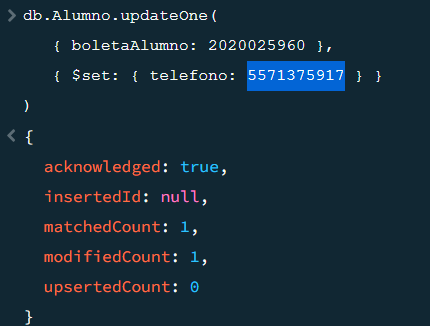 > db.Alumno.updateOne(
{ boletaAlumno: 2020025960 },
{ $set: { telefono: 5571375917 } }
)
< {
acknowledged: true,
insertedId: null,
matchedCount: 1,
modifiedCount: 1,
upsertedCount: 0
}